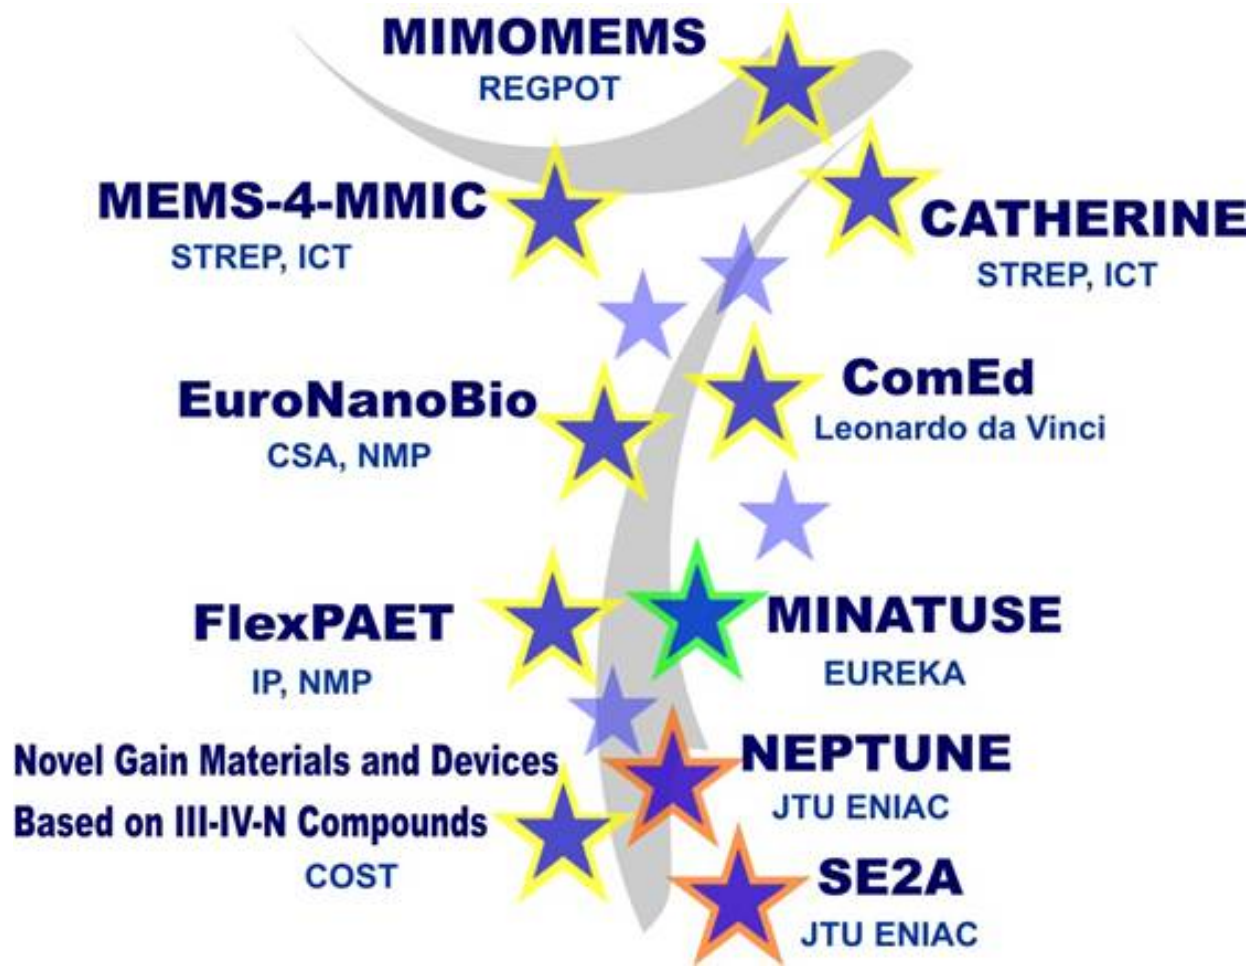 MIMOMEMS
REGPOT
MEMS-4-MMIC
STREP, ICT
CATHERINE
STREP, ICT
EuroNanoBio
CSA, NMP
ComEd
Leonardo da Vinci
FlexPAET
IP, NMP
MINATUSE
EUREKA
Novel Gain Materials and Devices
Based on III-IV-N Compounds
COST
NEPTUNE
JTU ENIAC
SE2A
JTU ENIAC